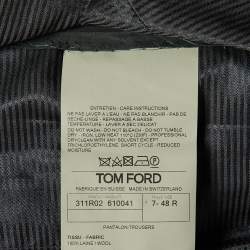 ENTRETIEN - CARE INSTRUCTIONS
NE PAS LAVER A L'EAU - NE PAS BLANCHIR - PAS DE
SECHE-LINGE - REPASSAGE A BASSE
TEMPERATURE - LAVER A SEC DELICAT
DO NOT WASH - DO NOT BLEACH - DO NOT TUMBLE
DRY - IRON, LOW HEAT 110°C (230F) - PROFESSIONAL
DRYCLEAN WITH ANY SOLVENT EXCEPT
TRICHLOROETHYLENE, SHORT CYCLE - REDUCED
MOISTURE
TOM FORD
FABRIQUE EN SUISSE MADE IN SWITZERLAND
311R02 610041 7- 48 R
PANTALON/TROUSERS
TISSU - FABRIC
100% LAINE \ WOOL